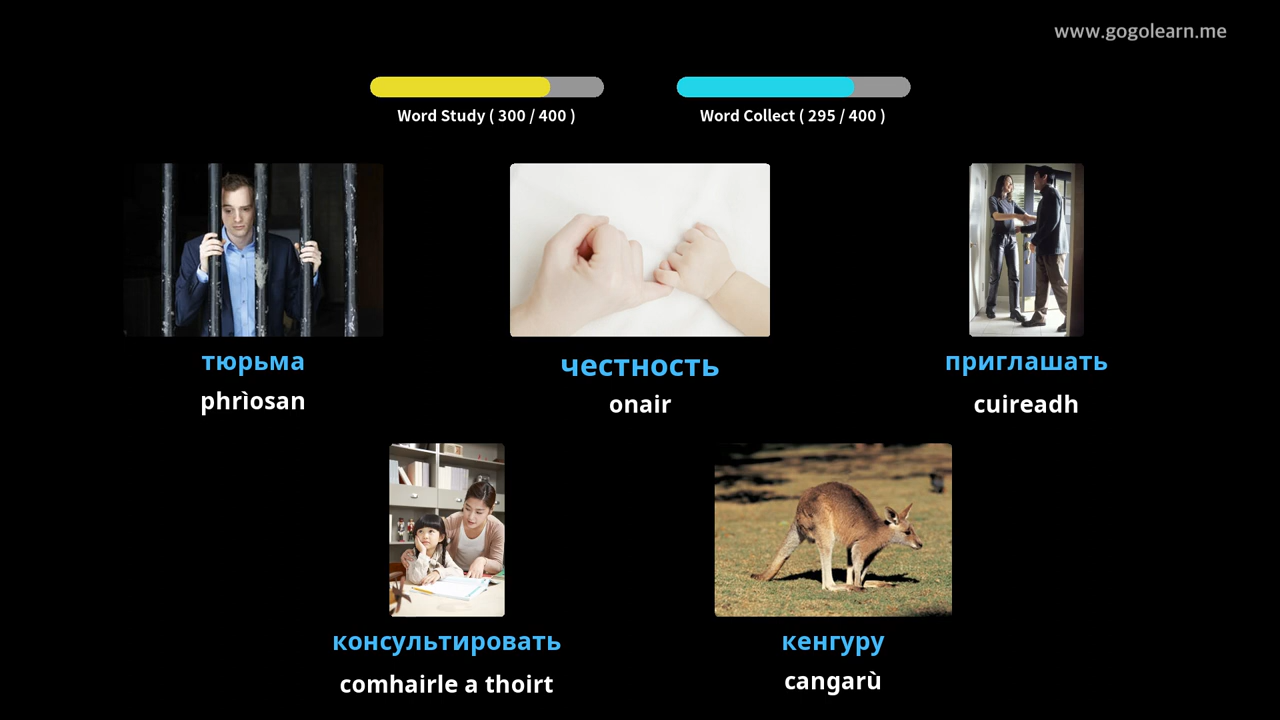 www.gogolearn.me
Word Study ( 300 / 400 )
Word Collect ( 295 / 400 )
тюрьма
phrìosan
честность
onair
приглашать
cuireadh
консультировать
comhairle a thoirt
кенгуру
cangarù